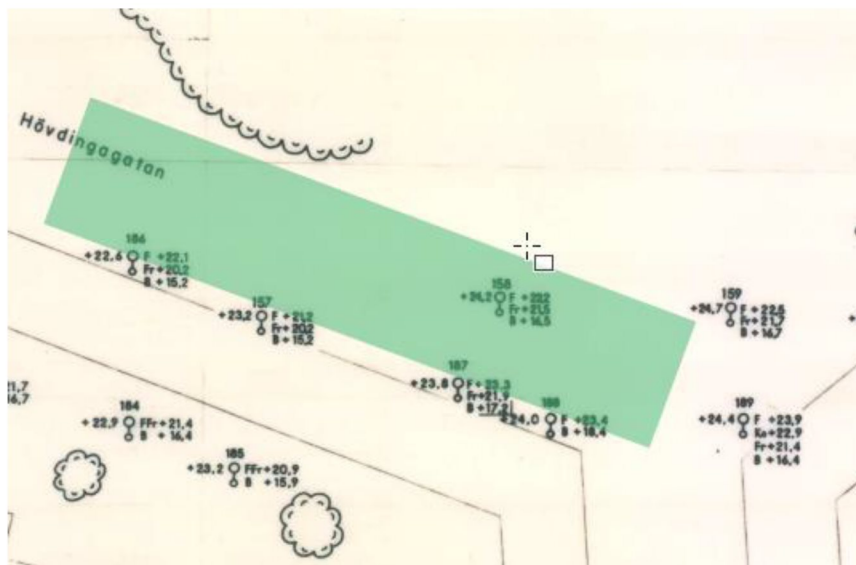 Hövdingagatan
186
+22,6 F +22,1
Fr+20,2
B +15,2
157
+23,2 F +21,2
Fr+20,2
B +15,2
158
+24,2 F +22,2
Fr+21,5
B +16,5
159
+24,7 F +22,5
Fr+21,7
B +16,7
187
+23,8 F +23,3
Fr+21,9
B +17,2
188
+24,0 F +23,4
B +18,4
189
+24,4 F +23,9
Ko+22,9
Fr+21,4
B +16,4
21,7
16,7
184
+22,9 FFr+21,4
B +16,4
185
+23,2 FFr+20,9
B +15,9